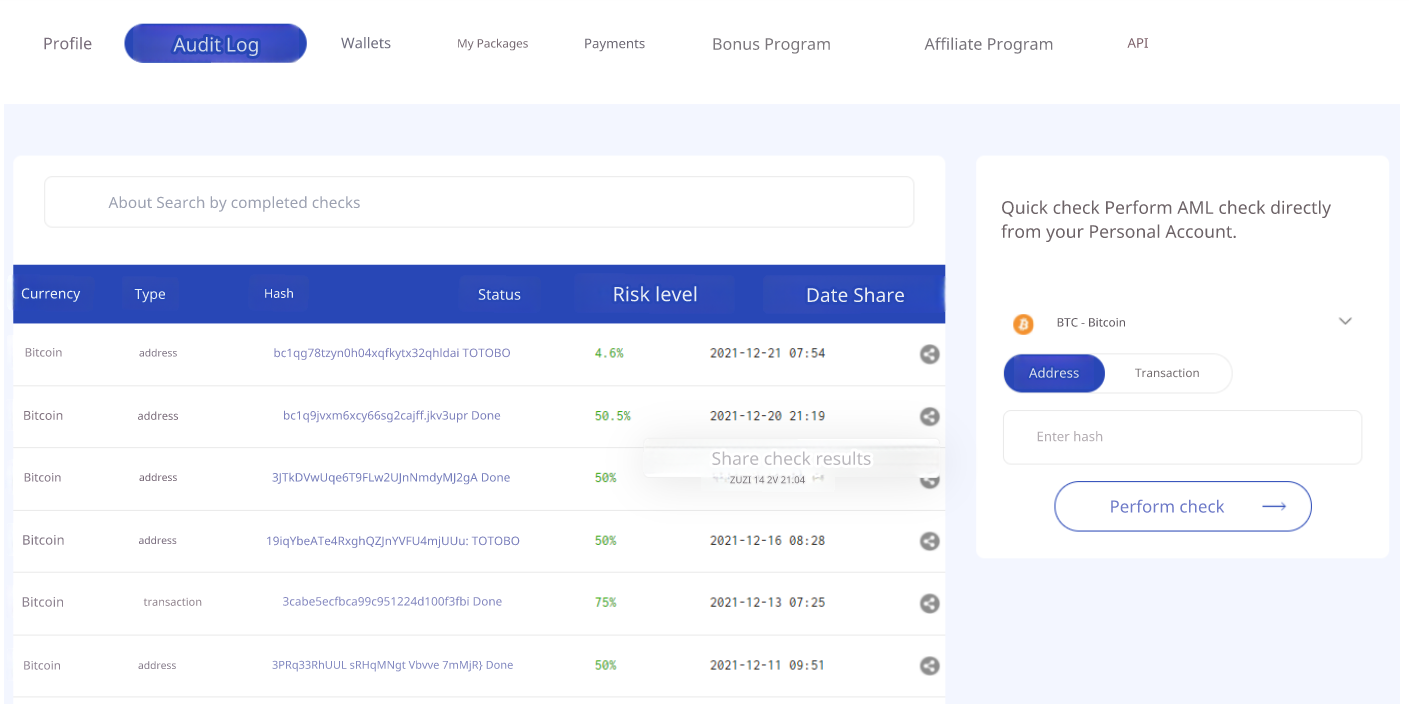 Profile Audit Log Wallets My Packages Payments Bonus Program Affiliate Program API
About Search by completed checks
Currency Type Hash Status Risk level Date Share
Bitcoin address bc1qg78tzyn0h04xqfkytx32qhldai TOTOBO 4.6% 2021-12-21 07:54
Bitcoin address bc1q9jvxm6xcy66sg2cajff.jkv3upr Done 50.5% 2021-12-20 21:19
Share check results
Bitcoin address 3JTkDVwUqe6T9FLw2UJnNmdyMJ2gA Done 50% ZUZI 14 2V 21.04
Bitcoin address 19iqYbeATe4RxghQZJnYVFU4mjUUu: TOTOBO 50% 2021-12-16 08:28
Bitcoin transaction 3cabe5ecfbca99c951224d100f3fbi Done 75% 2021-12-13 07:25
Bitcoin address 3PRq33RhUUL sRHqMNgt Vbvve 7mMjR} Done 50% 2021-12-11 09:51
Quick check Perform AML check directly
from your Personal Account.
BTC - Bitcoin
Address Transaction
Enter hash
Perform check